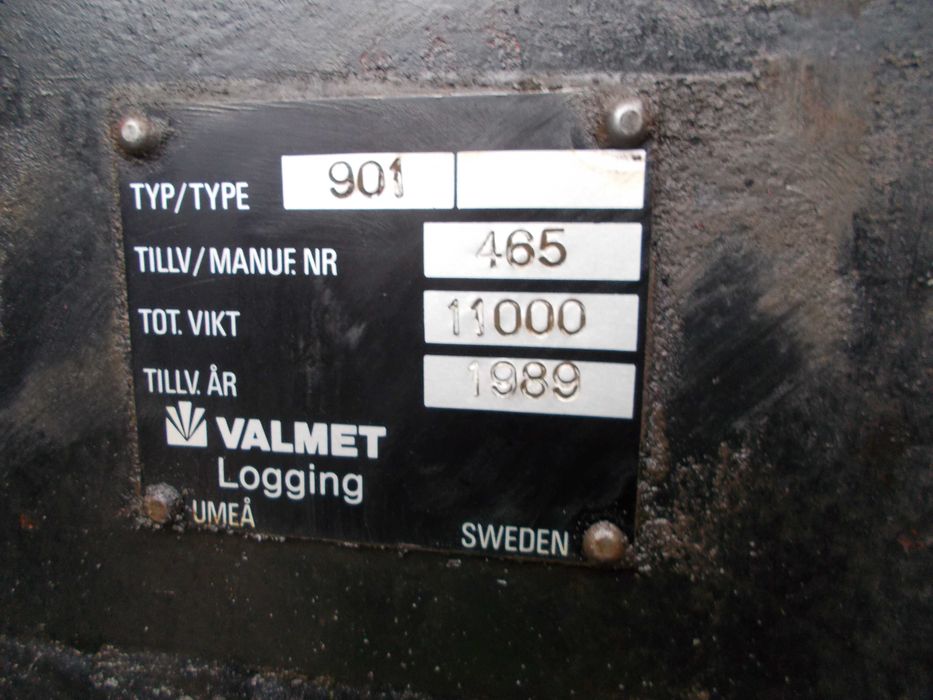 TYP/TYPE 901
TILLV/MANUF. NR 465
TOT. VIKT 11000
TILLV. ÅR 1989
VALMET
Logging
UMEÅ
SWEDEN